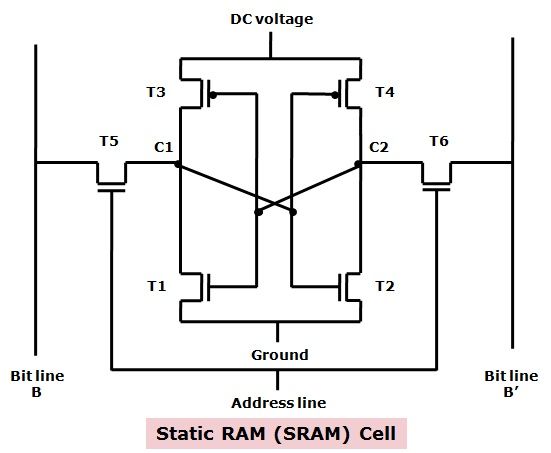 DC voltage
T3
T4
T5
C1
C2
T6
T1
T2
Ground
Bit line
B
Bit line
B’
Address line
Static RAM (SRAM) Cell